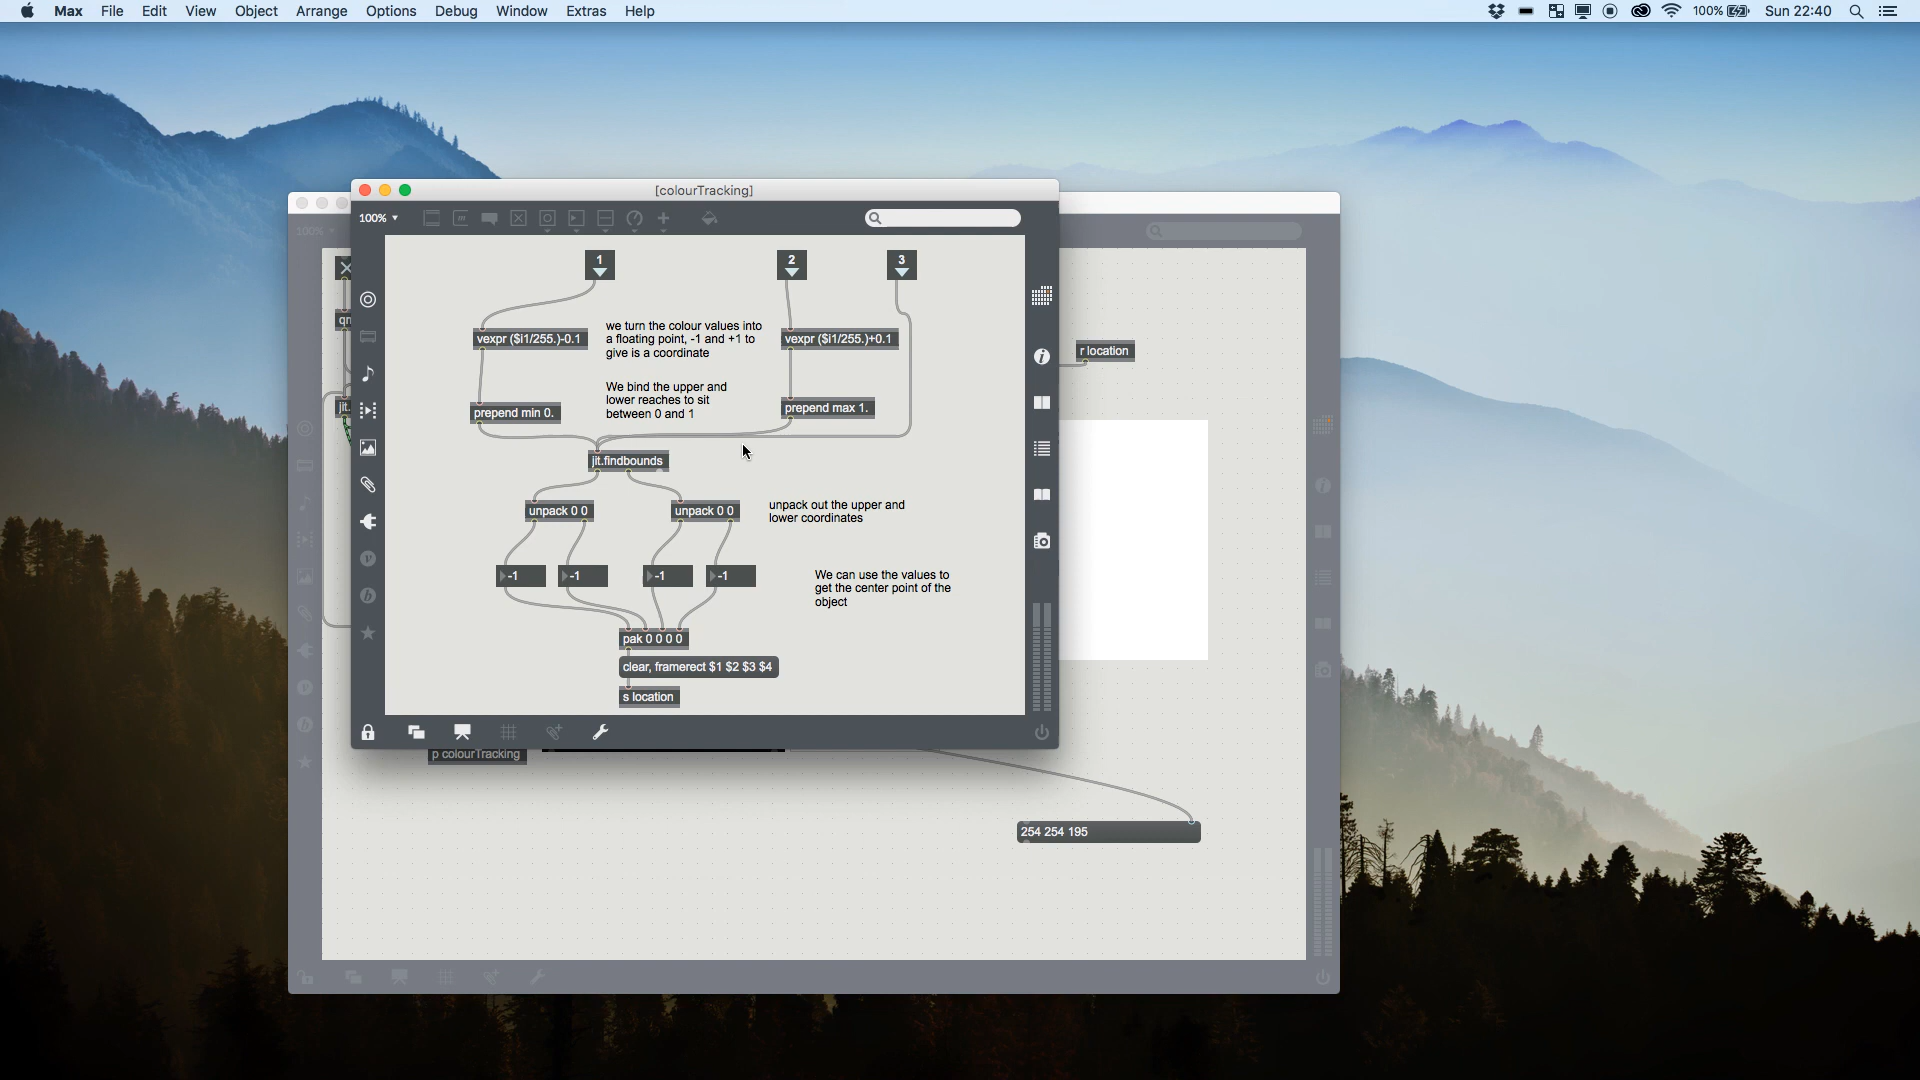 Max File Edit View Object Arrange Options Debug Window Extras Help
100% Sun 22:40
[colourTracking]
100%
1 2 3
vexpr ($i1/255.)-0.1
we turn the colour values into
a floating point, -1 and +1 to
give is a coordinate
vexpr ($i1/255.)+0.1
We bind the upper and
lower reaches to sit
between 0 and 1
prepend min 0.
prepend max 1.
jit.findbounds
unpack 0 0
unpack 0 0
unpack out the upper and
lower coordinates
-1 -1 -1 -1
We can use the values to
get the center point of the
object
pak 0 0 0 0
clear, framerect $1 $2 $3 $4
s location
100%
qm
jit.
r location
p colourTracking
254 254 195